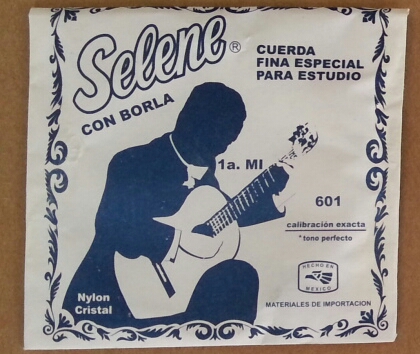 Selene®
CON BORLA
CUERDA
FINA ESPECIAL
PARA ESTUDIO
1a. MI
601
calibración exacta
*tono perfecto
HECHO EN
MEXICO
MATERIALES DE IMPORTACION
Nylon
Cristal